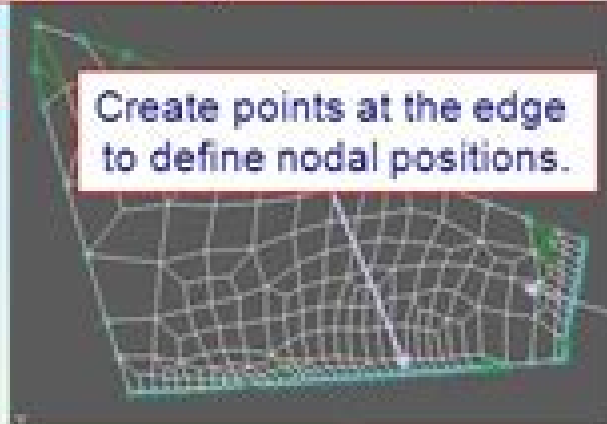 Create points at the edge
to define nodal positions.